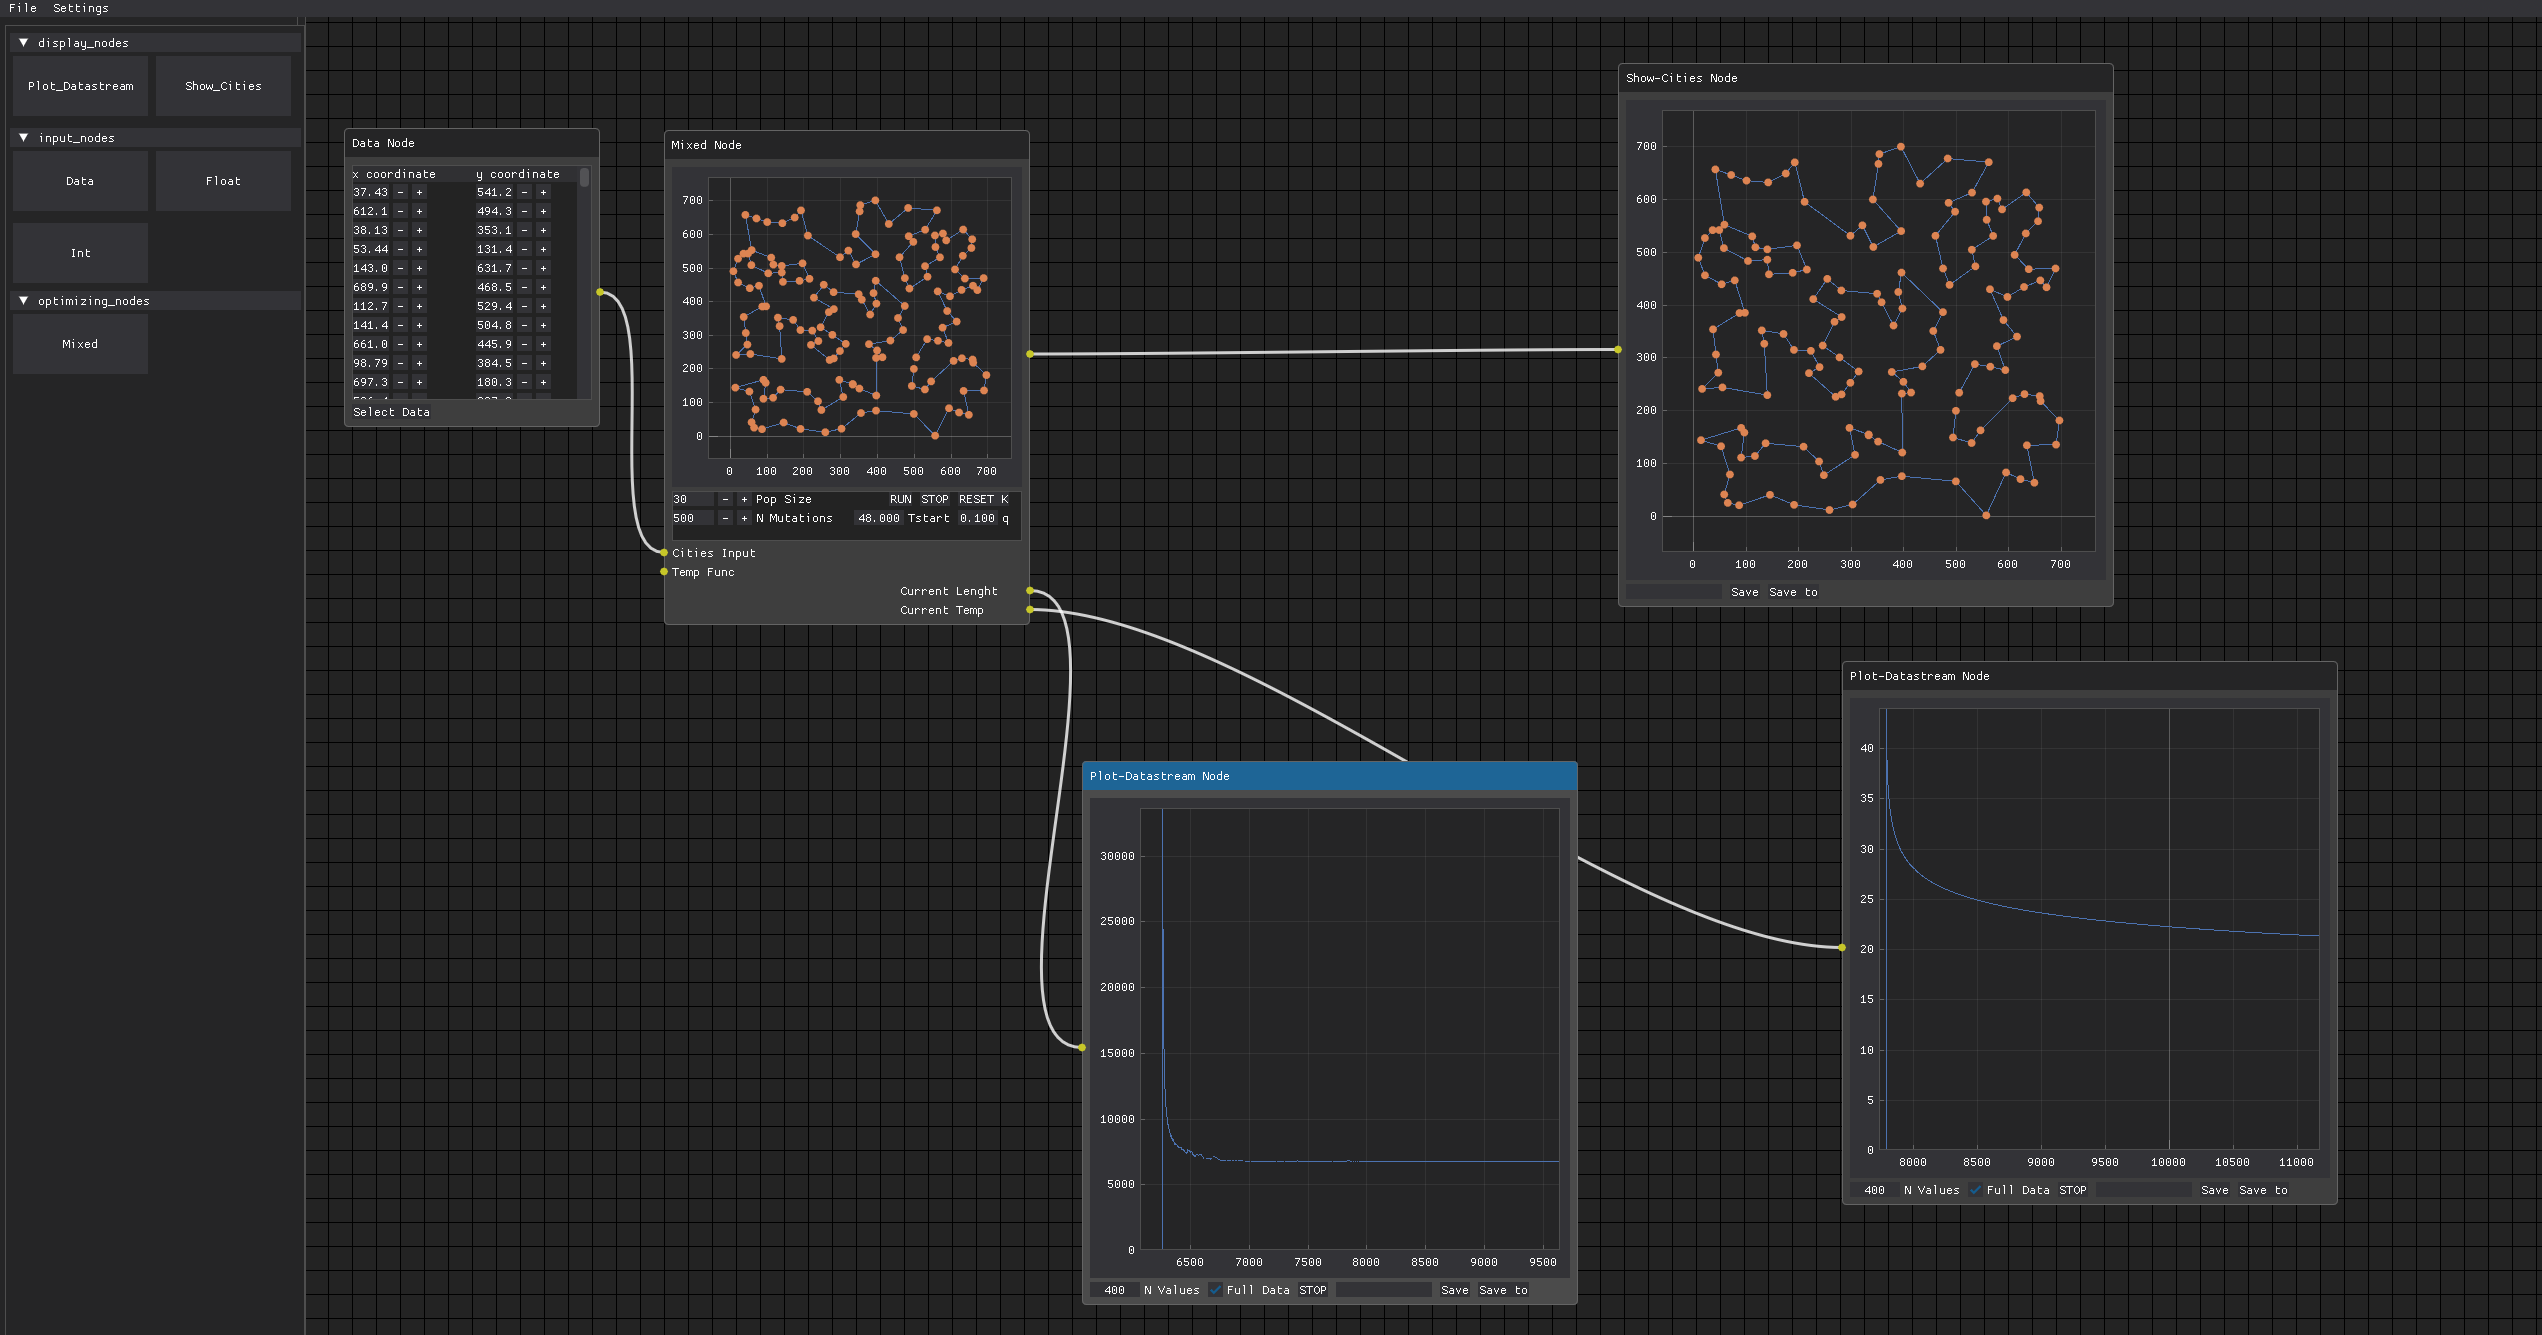 File Settings
display_nodes
Plot_Datastream Show_Cities
input_nodes
Data Float
Int
optimizing_nodes
Mixed
Data Node
x coordinate y coordinate
37.43 - + 541.2 - +
612.1 - + 494.3 - +
38.13 - + 353.1 - +
53.44 - + 131.4 - +
143.0 - + 631.7 - +
689.9 - + 468.5 - +
112.7 - + 529.4 - +
141.4 - + 504.8 - +
661.0 - + 445.9 - +
98.79 - + 384.5 - +
697.3 - + 180.3 - +
Select Data
Mixed Node
700
600
500
400
300
200
100
0
0 100 200 300 400 500 600 700
30 - + Pop Size RUN STOP RESET K
500 - + N Mutations 48.000 Tstart 0.100 q
Cities Input
Temp Func
Current Lenght
Current Temp
Show-Cities Node
700
600
500
400
300
200
100
0
0 100 200 300 400 500 600 700
Save Save to
Plot-Datastream Node
30000
25000
20000
15000
10000
5000
0
6500 7000 7500 8000 8500 9000 9500
400 N Values Full Data STOP Save Save to
Plot-Datastream Node
40
35
30
25
20
15
10
5
0
8000 8500 9000 9500 10000 10500 11000
400 N Values Full Data STOP Save Save to